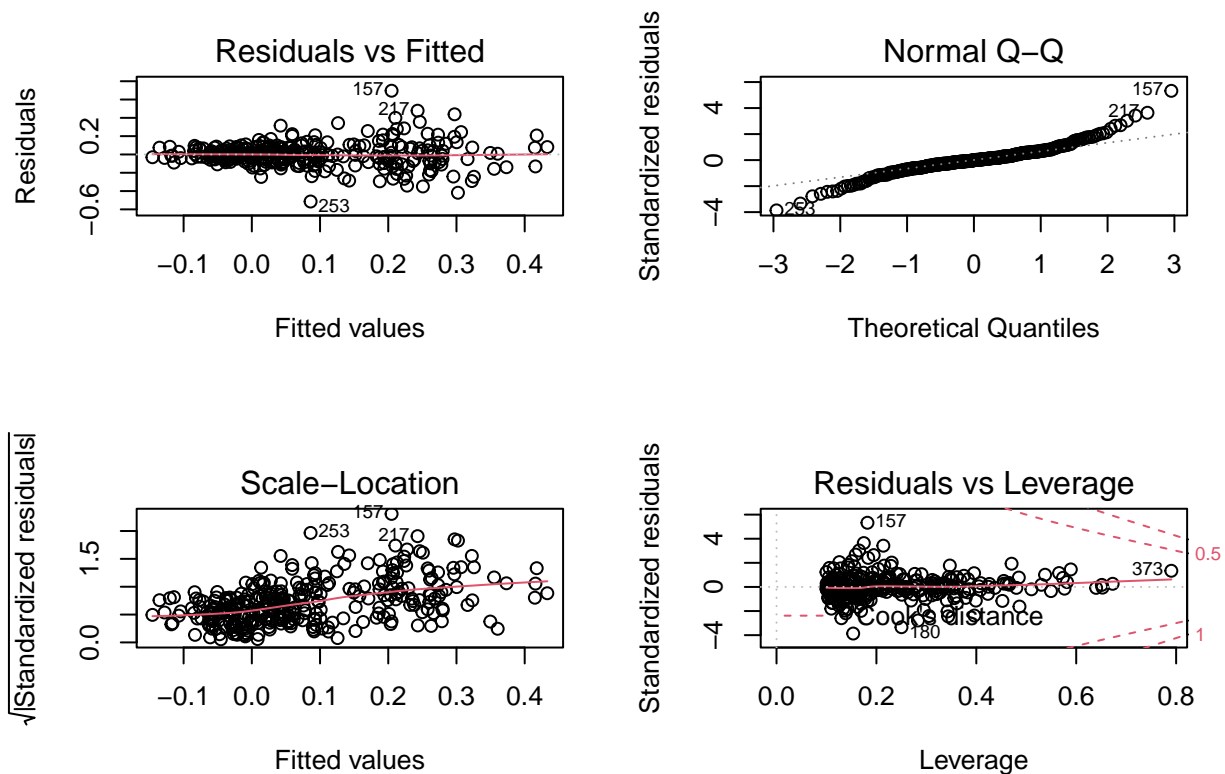 Residuals vs Fitted
Residuals
0.2
−0.6
157
217
253
−0.1 0.0 0.1 0.2 0.3 0.4
Fitted values
Normal Q−Q
Standardized residuals
4
0
−4
157
217
253
−3 −2 −1 0 1 2 3
Theoretical Quantiles
Scale−Location
√|Standardized residuals|
1.5
0.0
157
253
217
−0.1 0.0 0.1 0.2 0.3 0.4
Fitted values
Residuals vs Leverage
Standardized residuals
4
0
−4
157
373
180
Cook's distance
0.5
1
0.0 0.2 0.4 0.6 0.8
Leverage